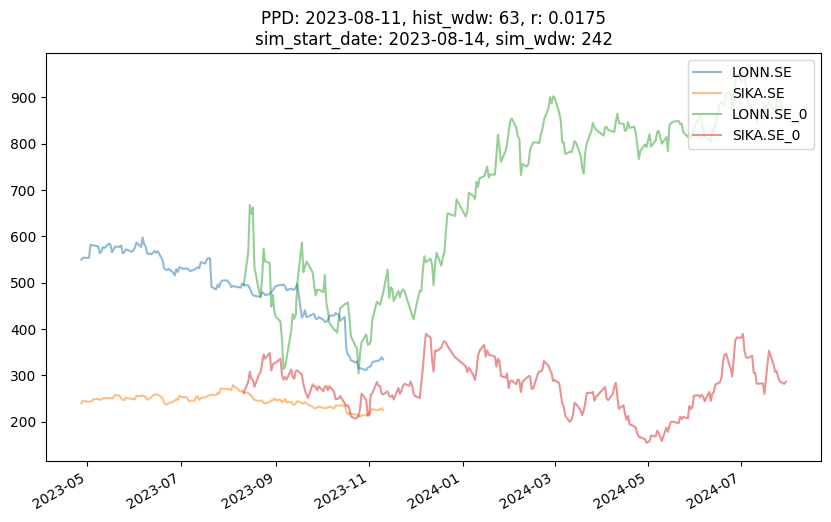 PPD: 2023-08-11, hist_wdw: 63, r: 0.0175
sim_start_date: 2023-08-14, sim_wdw: 242
LONN.SE
SIKA.SE
LONN.SE_0
SIKA.SE_0
900
800
700
600
500
400
300
200
2023-05
2023-07
2023-09
2023-11
2024-01
2024-03
2024-05
2024-07